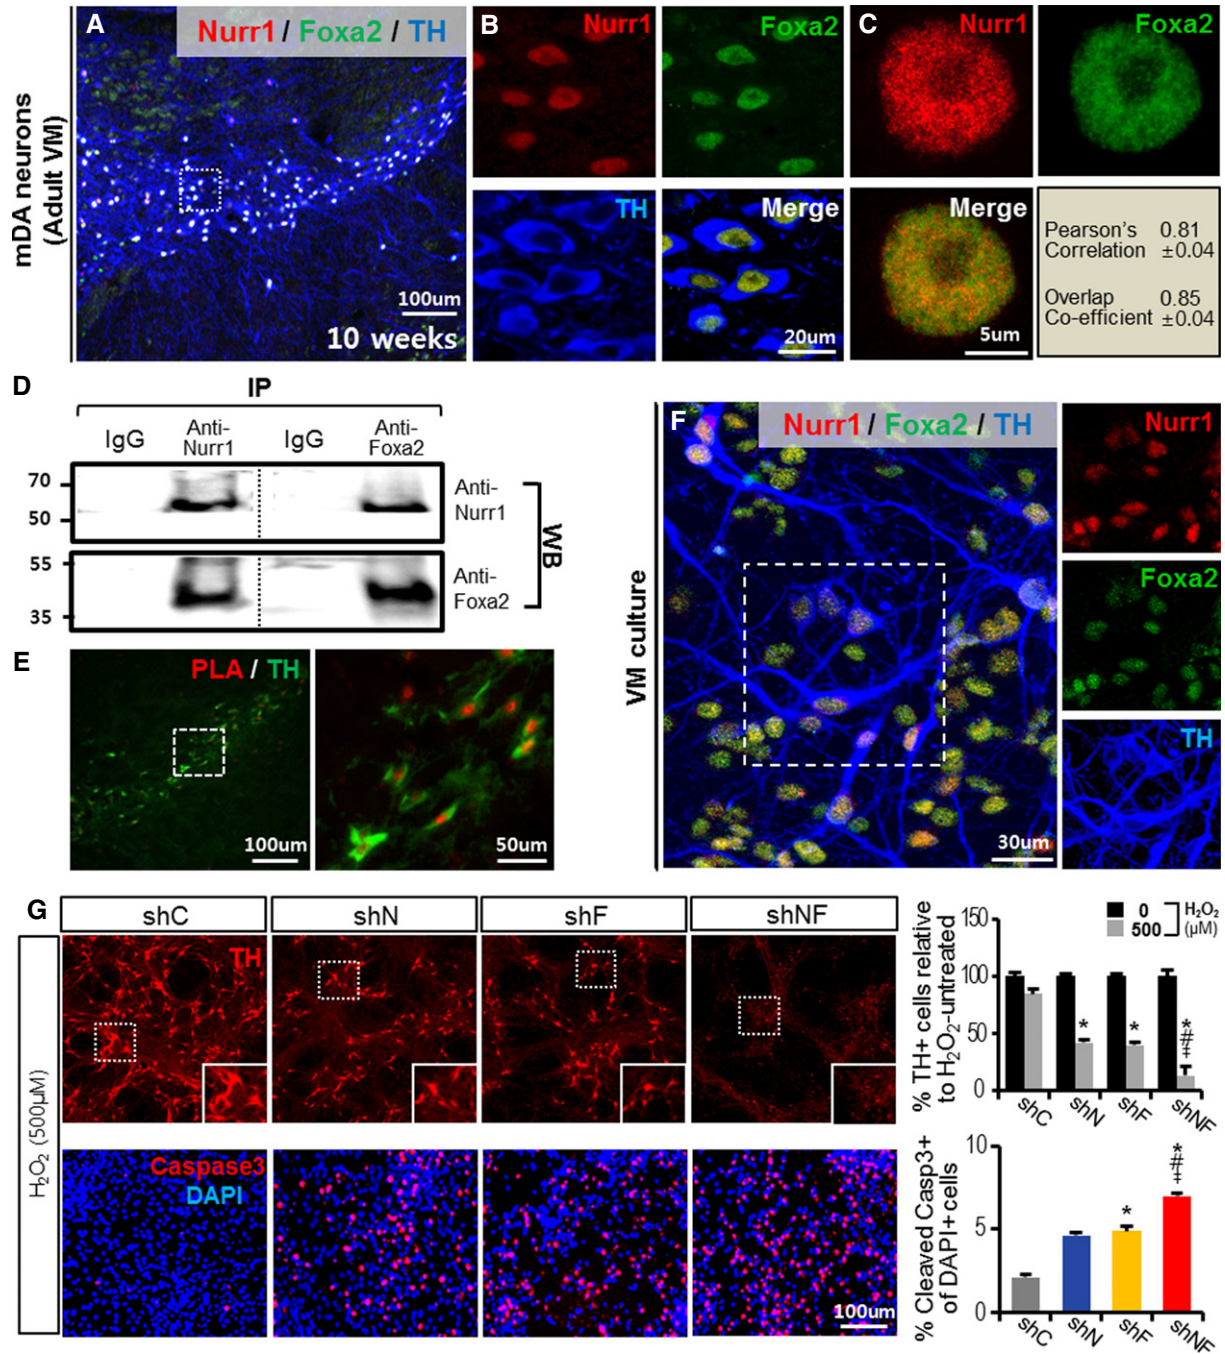 A
Nurr1 / Foxa2 / TH
mDA neurons
(Adult VM)
100um
10 weeks
B
Nurr1
Foxa2
TH
Merge
20um
C
Nurr1
Foxa2
Merge
5um
Pearson's 0.81
Correlation ±0.04
Overlap 0.85
Co-efficient ±0.04
D
IP
IgG
Anti-
Nurr1
IgG
Anti-
Foxa2
70
50
Anti-
Nurr1
55
35
Anti-
Foxa2
WB
E
PLA / TH
100um
50um
F
VM culture
Nurr1 / Foxa2 / TH
30um
Nurr1
Foxa2
TH
G
shC
shN
shF
shNF
H₂O₂ (500μM)
TH
Caspase3
DAPI
100um
% TH+ cells relative
to H₂O₂-untreated
150
100
50
0
0
500
H₂O₂
(μM)
*
*
*
#
‡
shC
shN
shF
shNF
% Cleaved Casp3+
of DAPI+cells
10
5
0
*
*
#
‡
shC
shN
shF
shNF